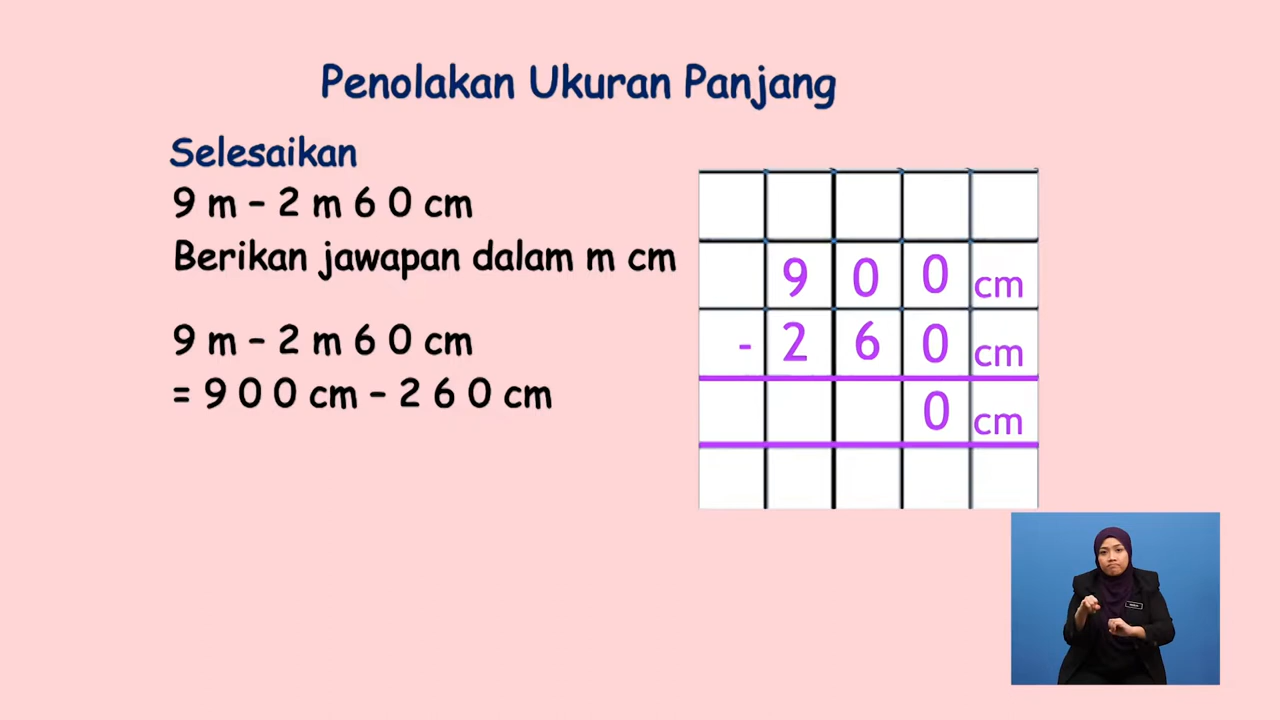 Penolakan Ukuran Panjang
Selesaikan
9 m – 2 m 6 0 cm
Berikan jawapan dalam m cm
9 m – 2 m 6 0 cm
= 9 0 0 cm – 2 6 0 cm
9 0 0 cm
- 2 6 0 cm
0 cm